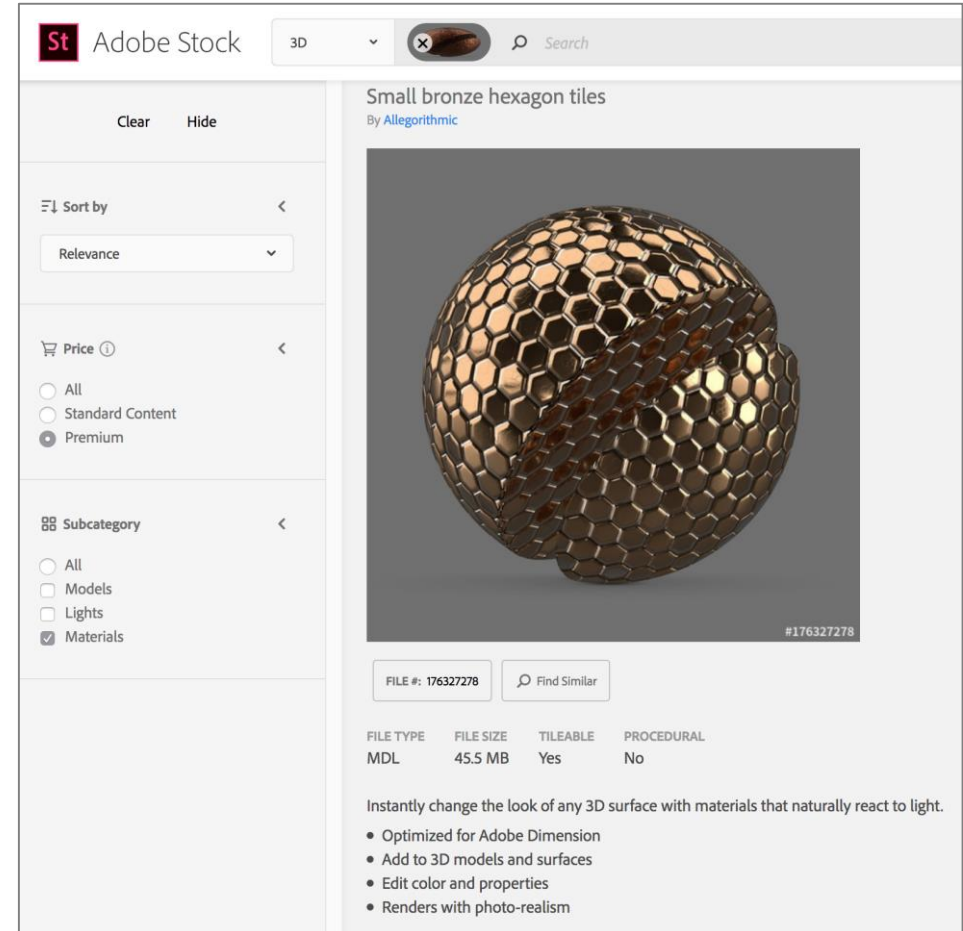 St Adobe Stock 3D Search
Clear Hide
Sort by
Relevance
Price
All
Standard Content
Premium
Subcategory
All
Models
Lights
Materials
Small bronze hexagon tiles
By Allegorithmic
#176327278
FILE #: 176327278 Find Similar
FILE TYPE FILE SIZE TILEABLE PROCEDURAL
MDL 45.5 MB Yes No
Instantly change the look of any 3D surface with materials that naturally react to light.
• Optimized for Adobe Dimension
• Add to 3D models and surfaces
• Edit color and properties
• Renders with photo-realism